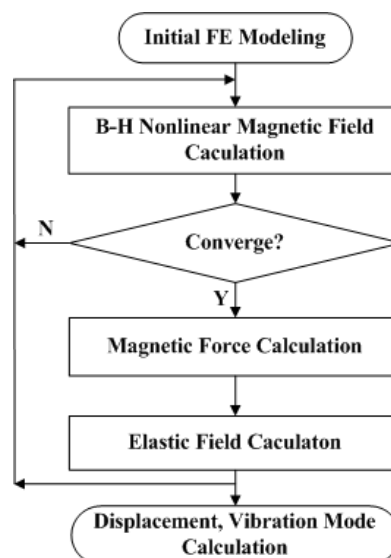 Initial FE Modeling
B-H Nonlinear Magnetic Field
Caculation
N
Converge?
Y
Magnetic Force Calculation
Elastic Field Caculaton
Displacement, Vibration Mode
Calculation